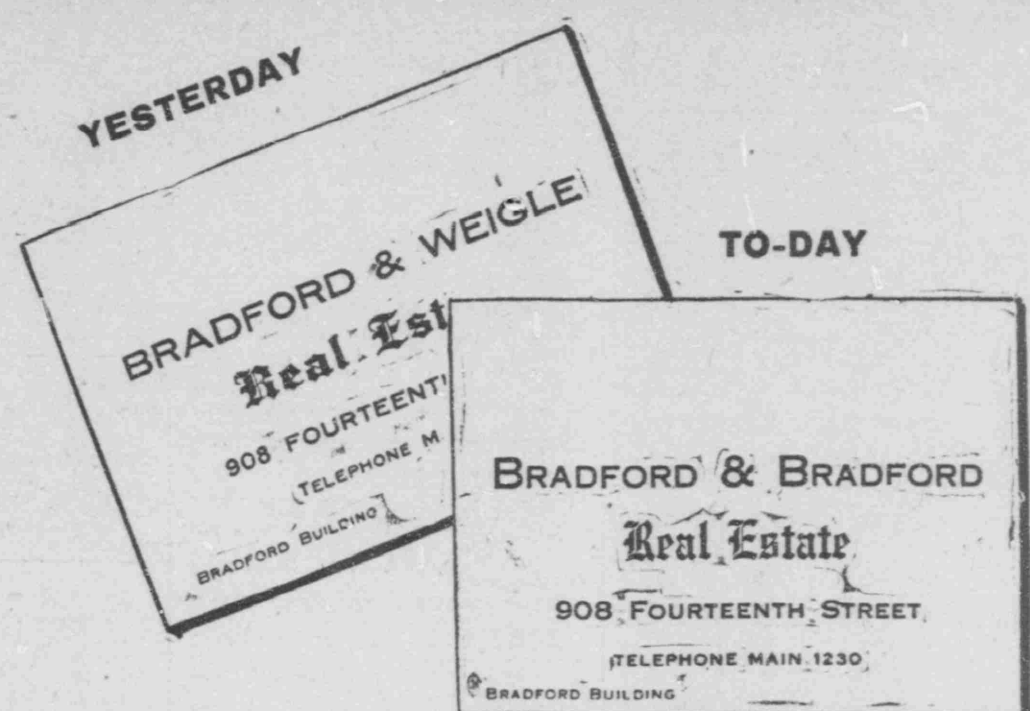 YESTERDAY
BRADFORD & WEIGLE
Real Est
908 FOURTEENT
TELEPHONE M
BRADFORD BUILDING
TO-DAY
BRADFORD & BRADFORD
Real Estate
908 FOURTEENTH STREET
TELEPHONE MAIN 1230
BRADFORD BUILDING